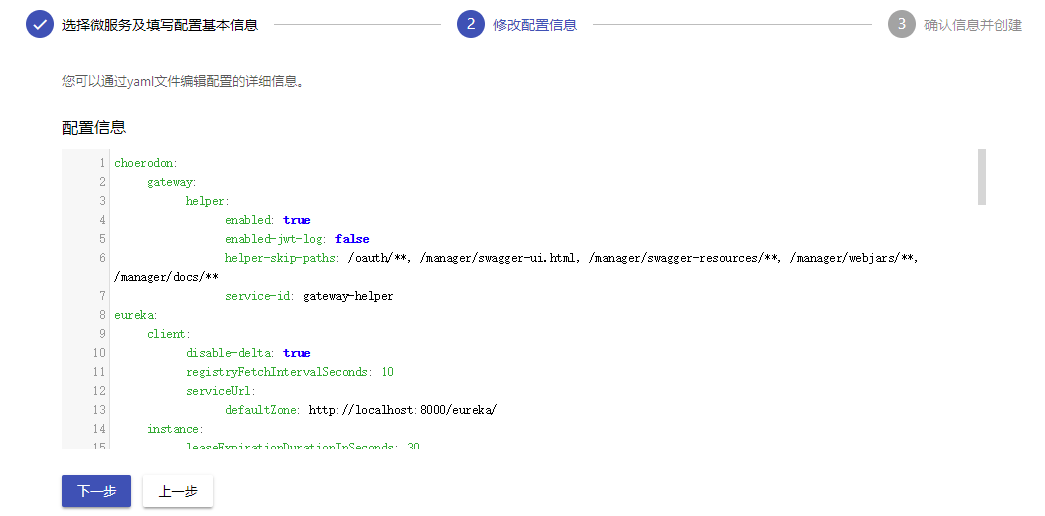 选择微服务及填写配置基本信息 2 修改配置信息 3 确认信息并创建
您可以通过yaml文件编辑配置的详细信息。
配置信息
1 choerodon:
2 gateway:
3 helper:
4 enabled: true
5 enabled-jwt-log: false
6 helper-skip-paths: /oauth/**, /manager/swagger-ui.html, /manager/swagger-resources/**, /manager/webjars/**,
/manager/docs/**
7 service-id: gateway-helper
8 eureka:
9 client:
10 disable-delta: true
11 registryFetchIntervalSeconds: 10
12 serviceUrl:
13 defaultZone: http://localhost:8000/eureka/
14 instance:
15 leaseExpirationDurationInSeconds: 30
下一步 上一步